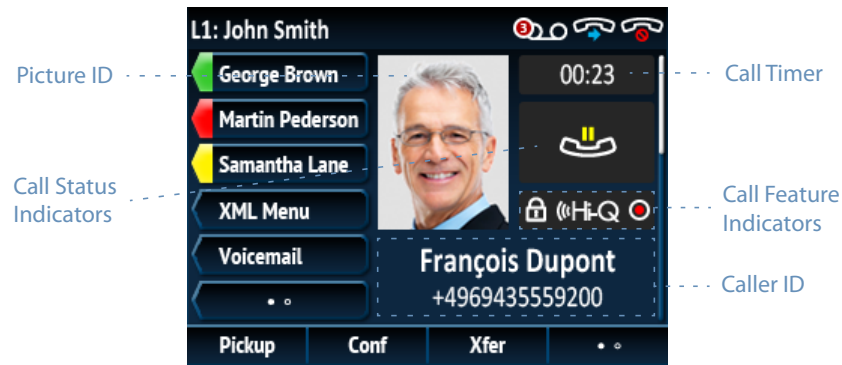 L1: John Smith
3
Picture ID
George Brown
00:23
Call Timer
Martin Pederson
Samantha Lane
Call Status
Indicators
XML Menu
Hi-Q
Call Feature
Indicators
Voicemail
François Dupont
+4969435559200
Caller ID
Pickup
Conf
Xfer